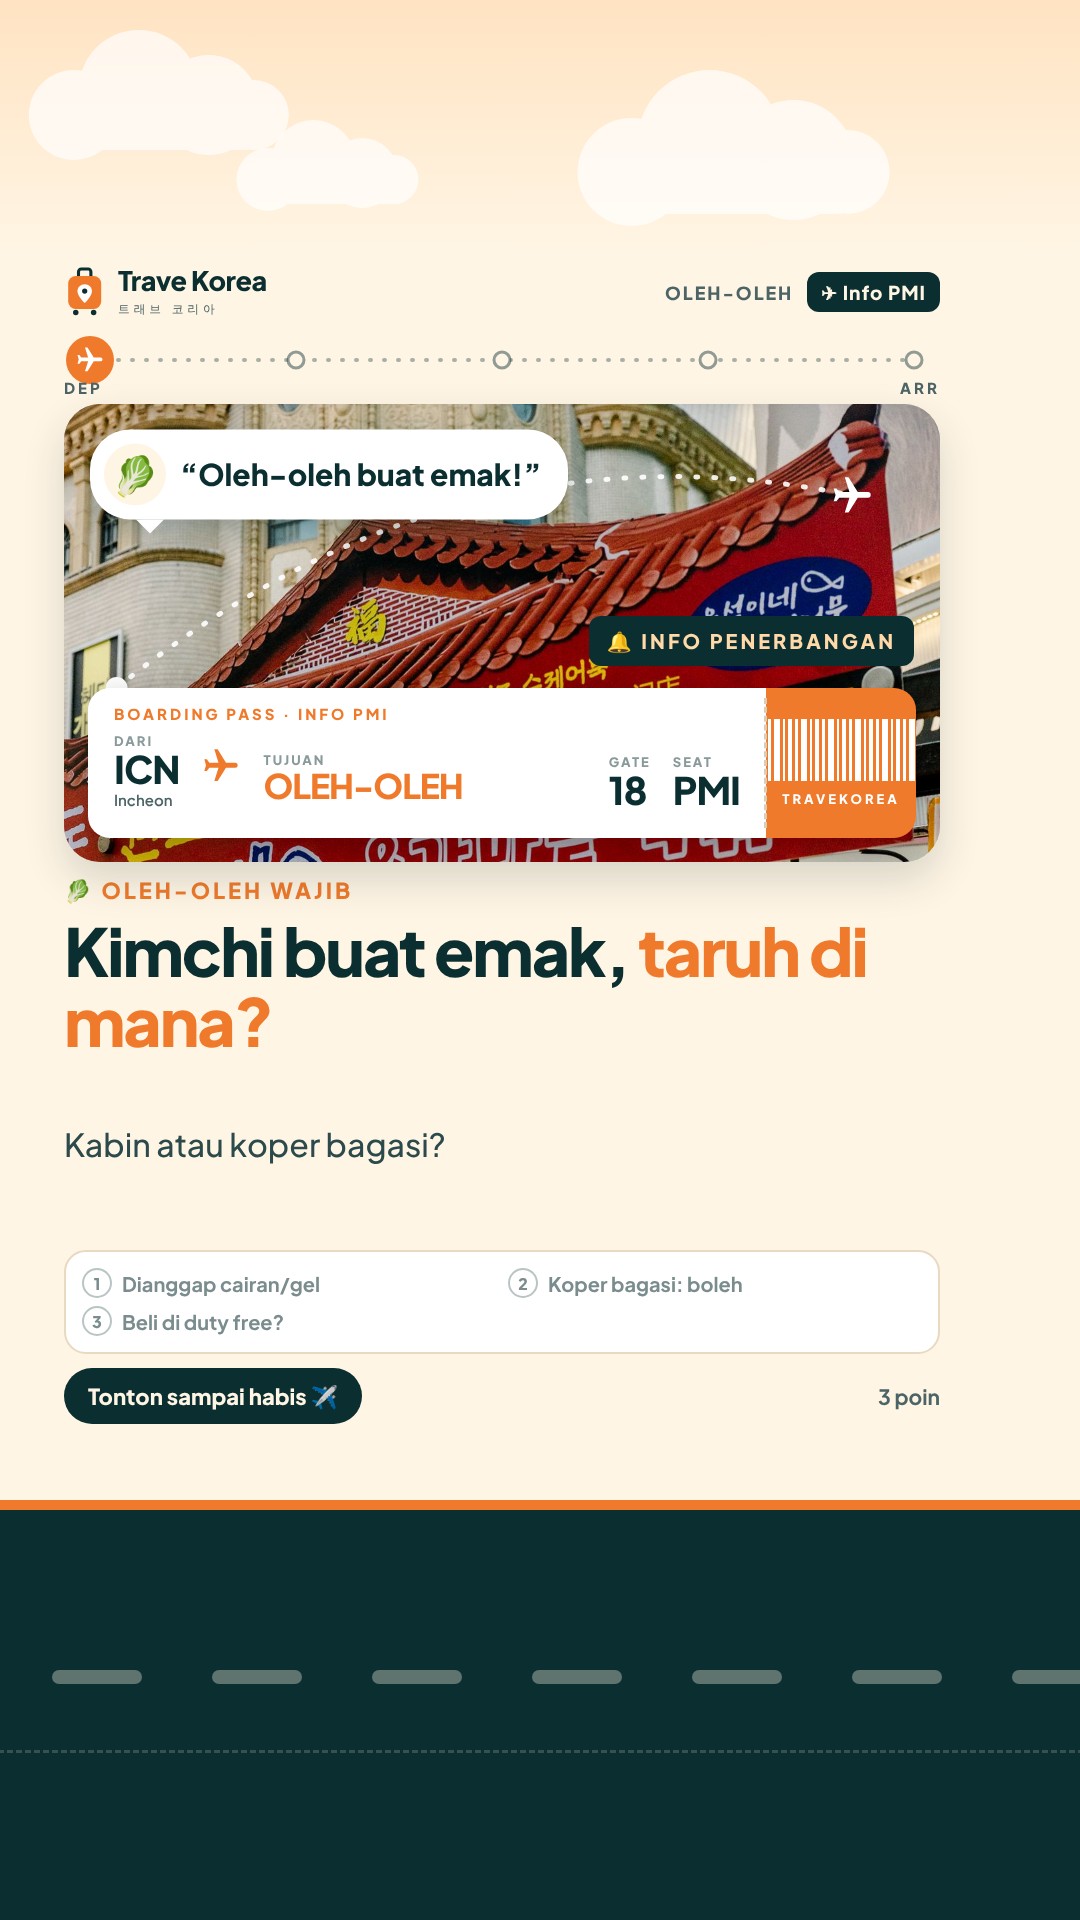 Trave Korea
트래브 코리아
OLEH-OLEH
✈ Info PMI
DEP
ARR
🥬 “Oleh-oleh buat emak!”
福
🔔 INFO PENERBANGAN
BOARDING PASS · INFO PMI
DARI
ICN
Incheon
TUJUAN
OLEH-OLEH
GATE
18
SEAT
PMI
TRAVEKOREA
🥬 OLEH-OLEH WAJIB
Kimchi buat emak, taruh di
mana?
Kabin atau koper bagasi?
1 Dianggap cairan/gel
2 Koper bagasi: boleh
3 Beli di duty free?
Tonton sampai habis ✈️
3 poin